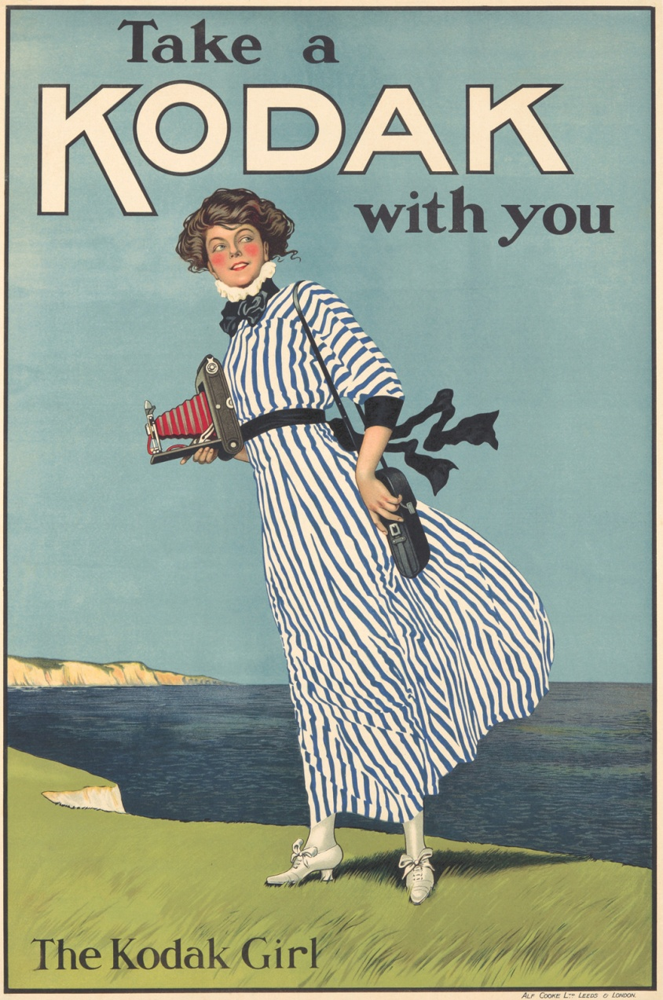 Take a
KODAK
with you
The Kodak Girl
ALF COOKE LTD LEEDS & LONDON.